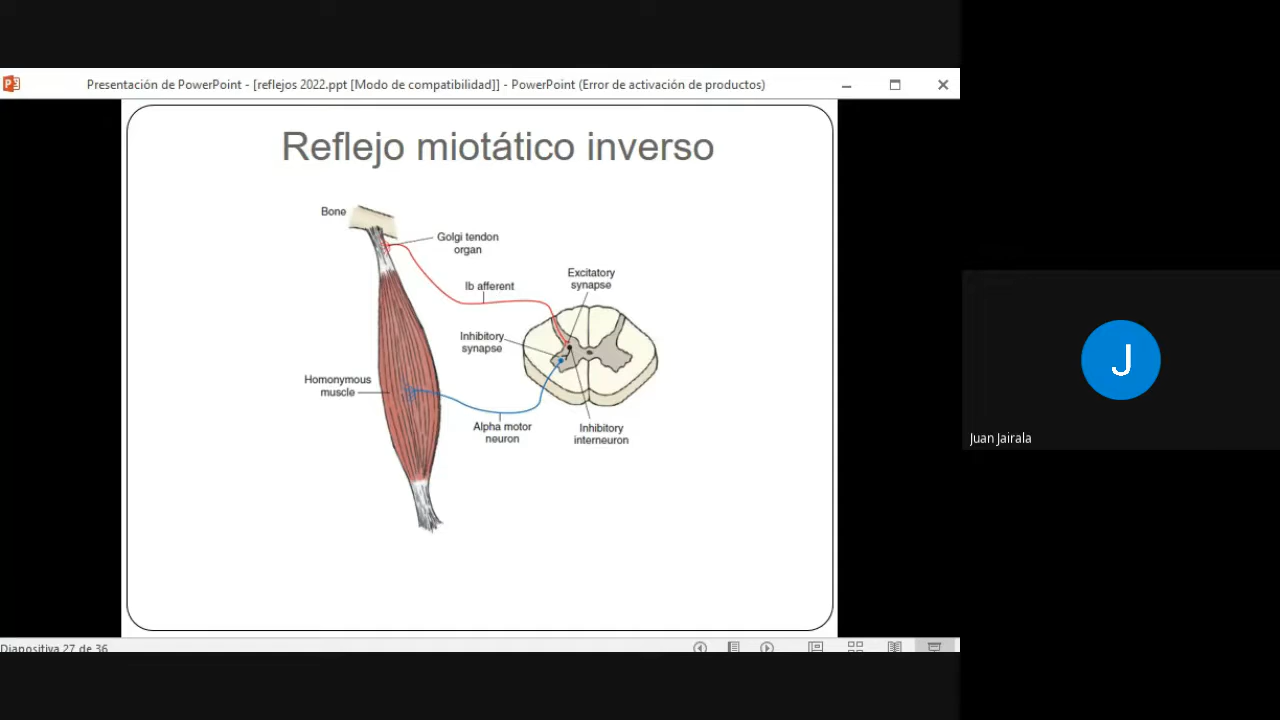 Presentación de PowerPoint - [reflejos 2022.ppt [Modo de compatibilidad]] - PowerPoint (Error de activación de productos)
Reflejo miotático inverso
Bone
Golgi tendon
organ
Excitatory
synapse
Ib afferent
Inhibitory
synapse
Homonymous
muscle
Alpha motor
neuron
Inhibitory
interneuron
J
Juan Jairala
Diapositiva 27 de 36